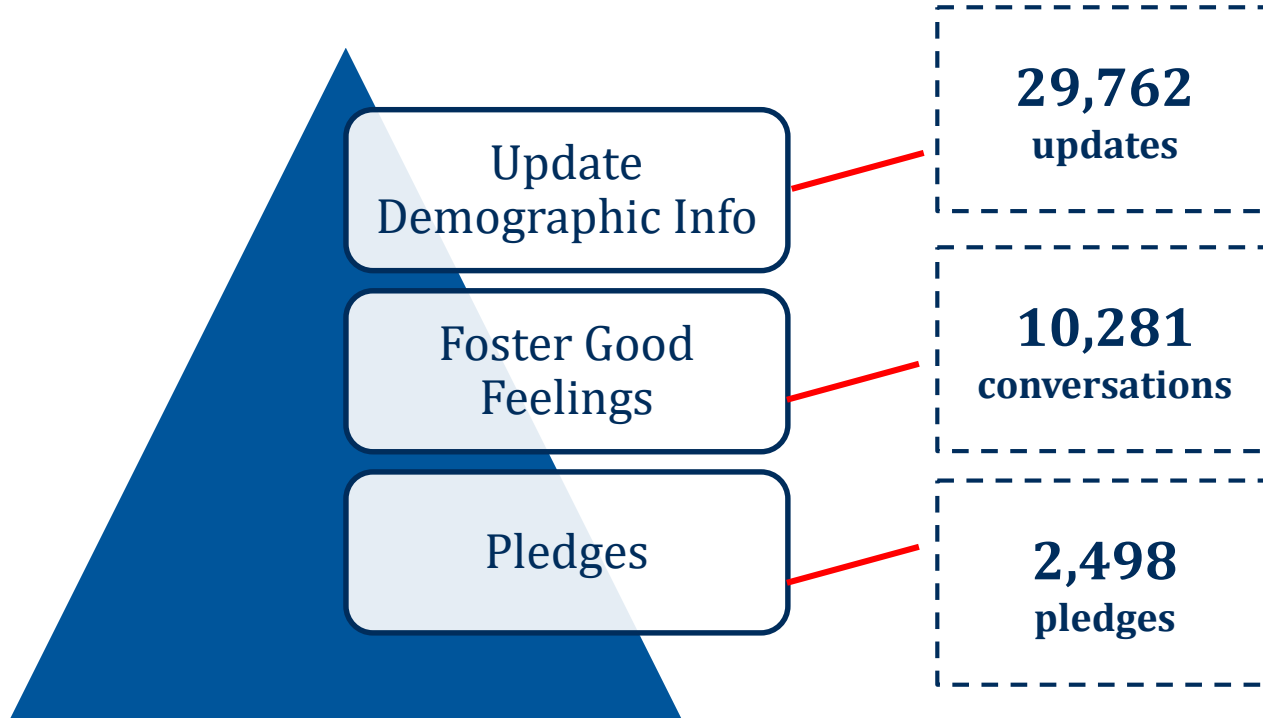 Update
Demographic Info
29,762
updates
Foster Good
Feelings
10,281
conversations
Pledges
2,498
pledges